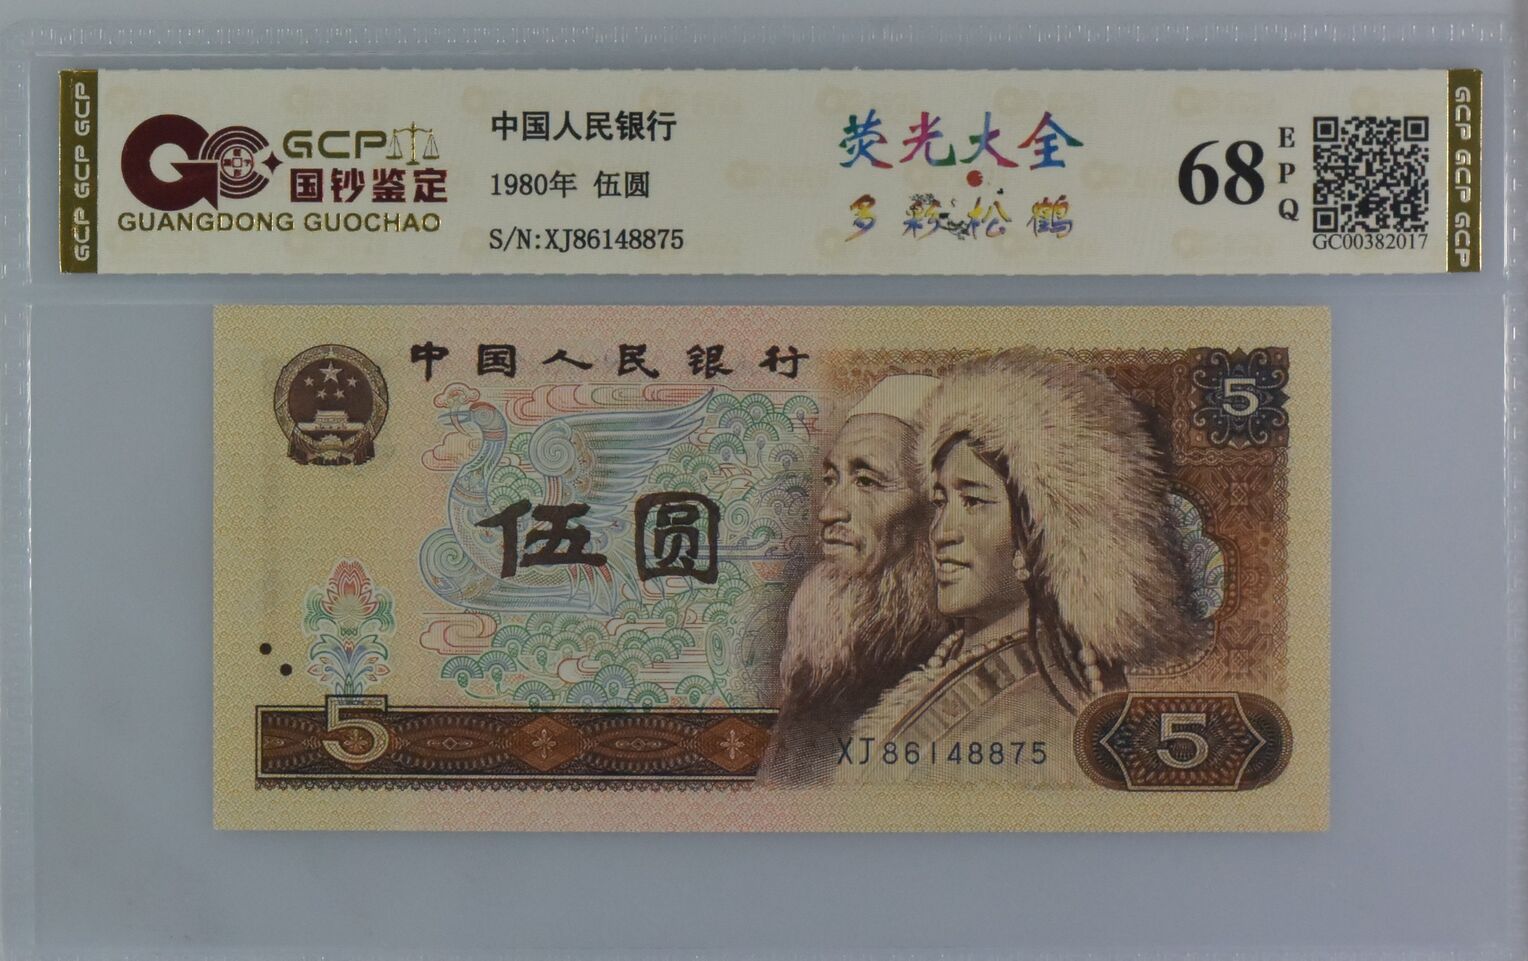 GCP GCP GCP
GCP
国钞鉴定
GUANGDONG GUOCHAO
中国人民银行
1980年 伍圆
S/N:XJ86148875
荧光大全
多彩松鹤
68
EPQ
GC00382017
GCP GCP GCP
中国人民银行
5
伍圆
5
XJ86148875
5